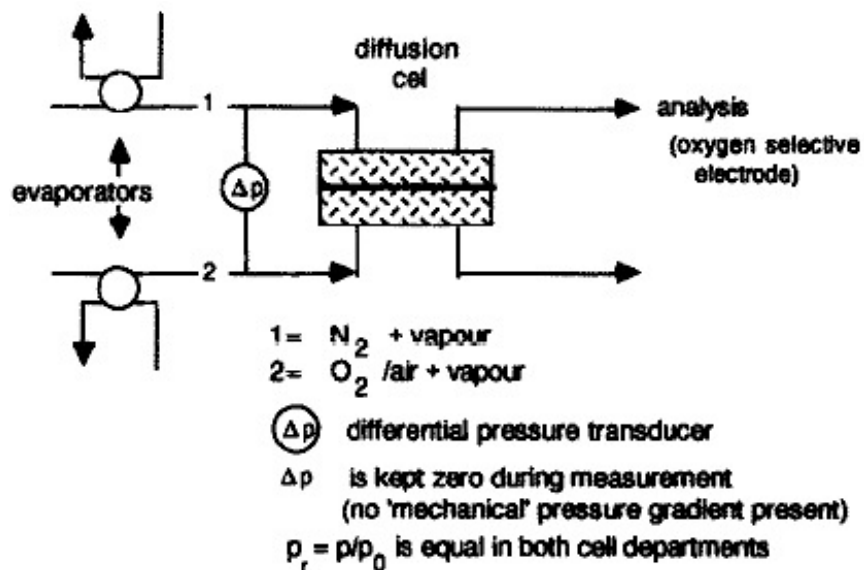 diffusion
cel
1
analysis
(oxygen selective
electrode)
Δp
evaporators
2
1= N2 + vapour
2= O2 /air + vapour
Δp differential pressure transducer
Δp is kept zero during measurement
(no 'mechanical' pressure gradient present)
pr = p/p0 is equal in both cell departments